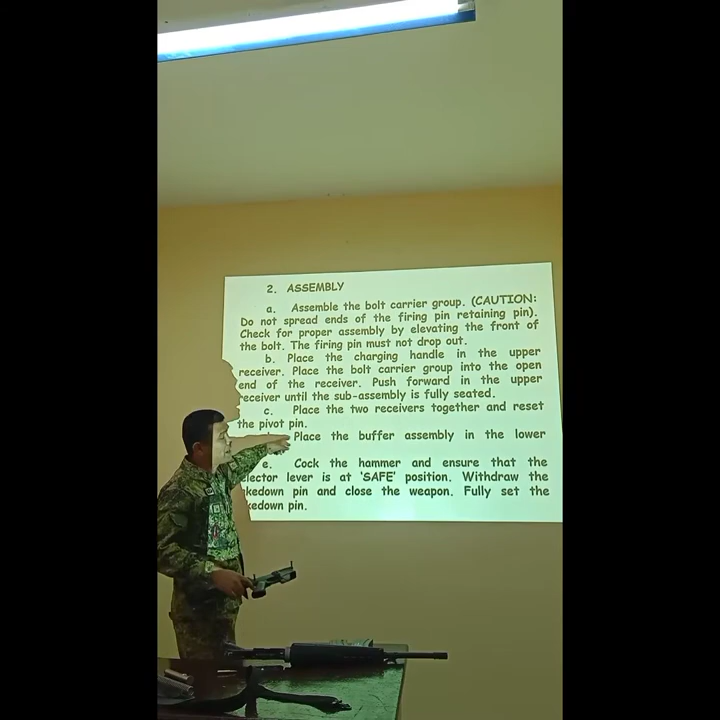 2. ASSEMBLY
a. Assemble the bolt carrier group. (CAUTION:
Do not spread ends of the firing pin retaining pin).
Check for proper assembly by elevating the front of
the bolt. The firing pin must not drop out.
b. Place the charging handle in the upper
receiver. Place the bolt carrier group into the open
end of the receiver. Push forward in the upper
receiver until the sub-assembly is fully seated.
c. Place the two receivers together and reset
the pivot pin.
Place the buffer assembly in the lower
e. Cock the hammer and ensure that the
elector lever is at ‘SAFE’ position. Withdraw the
kedown pin and close the weapon. Fully set the
kedown pin.